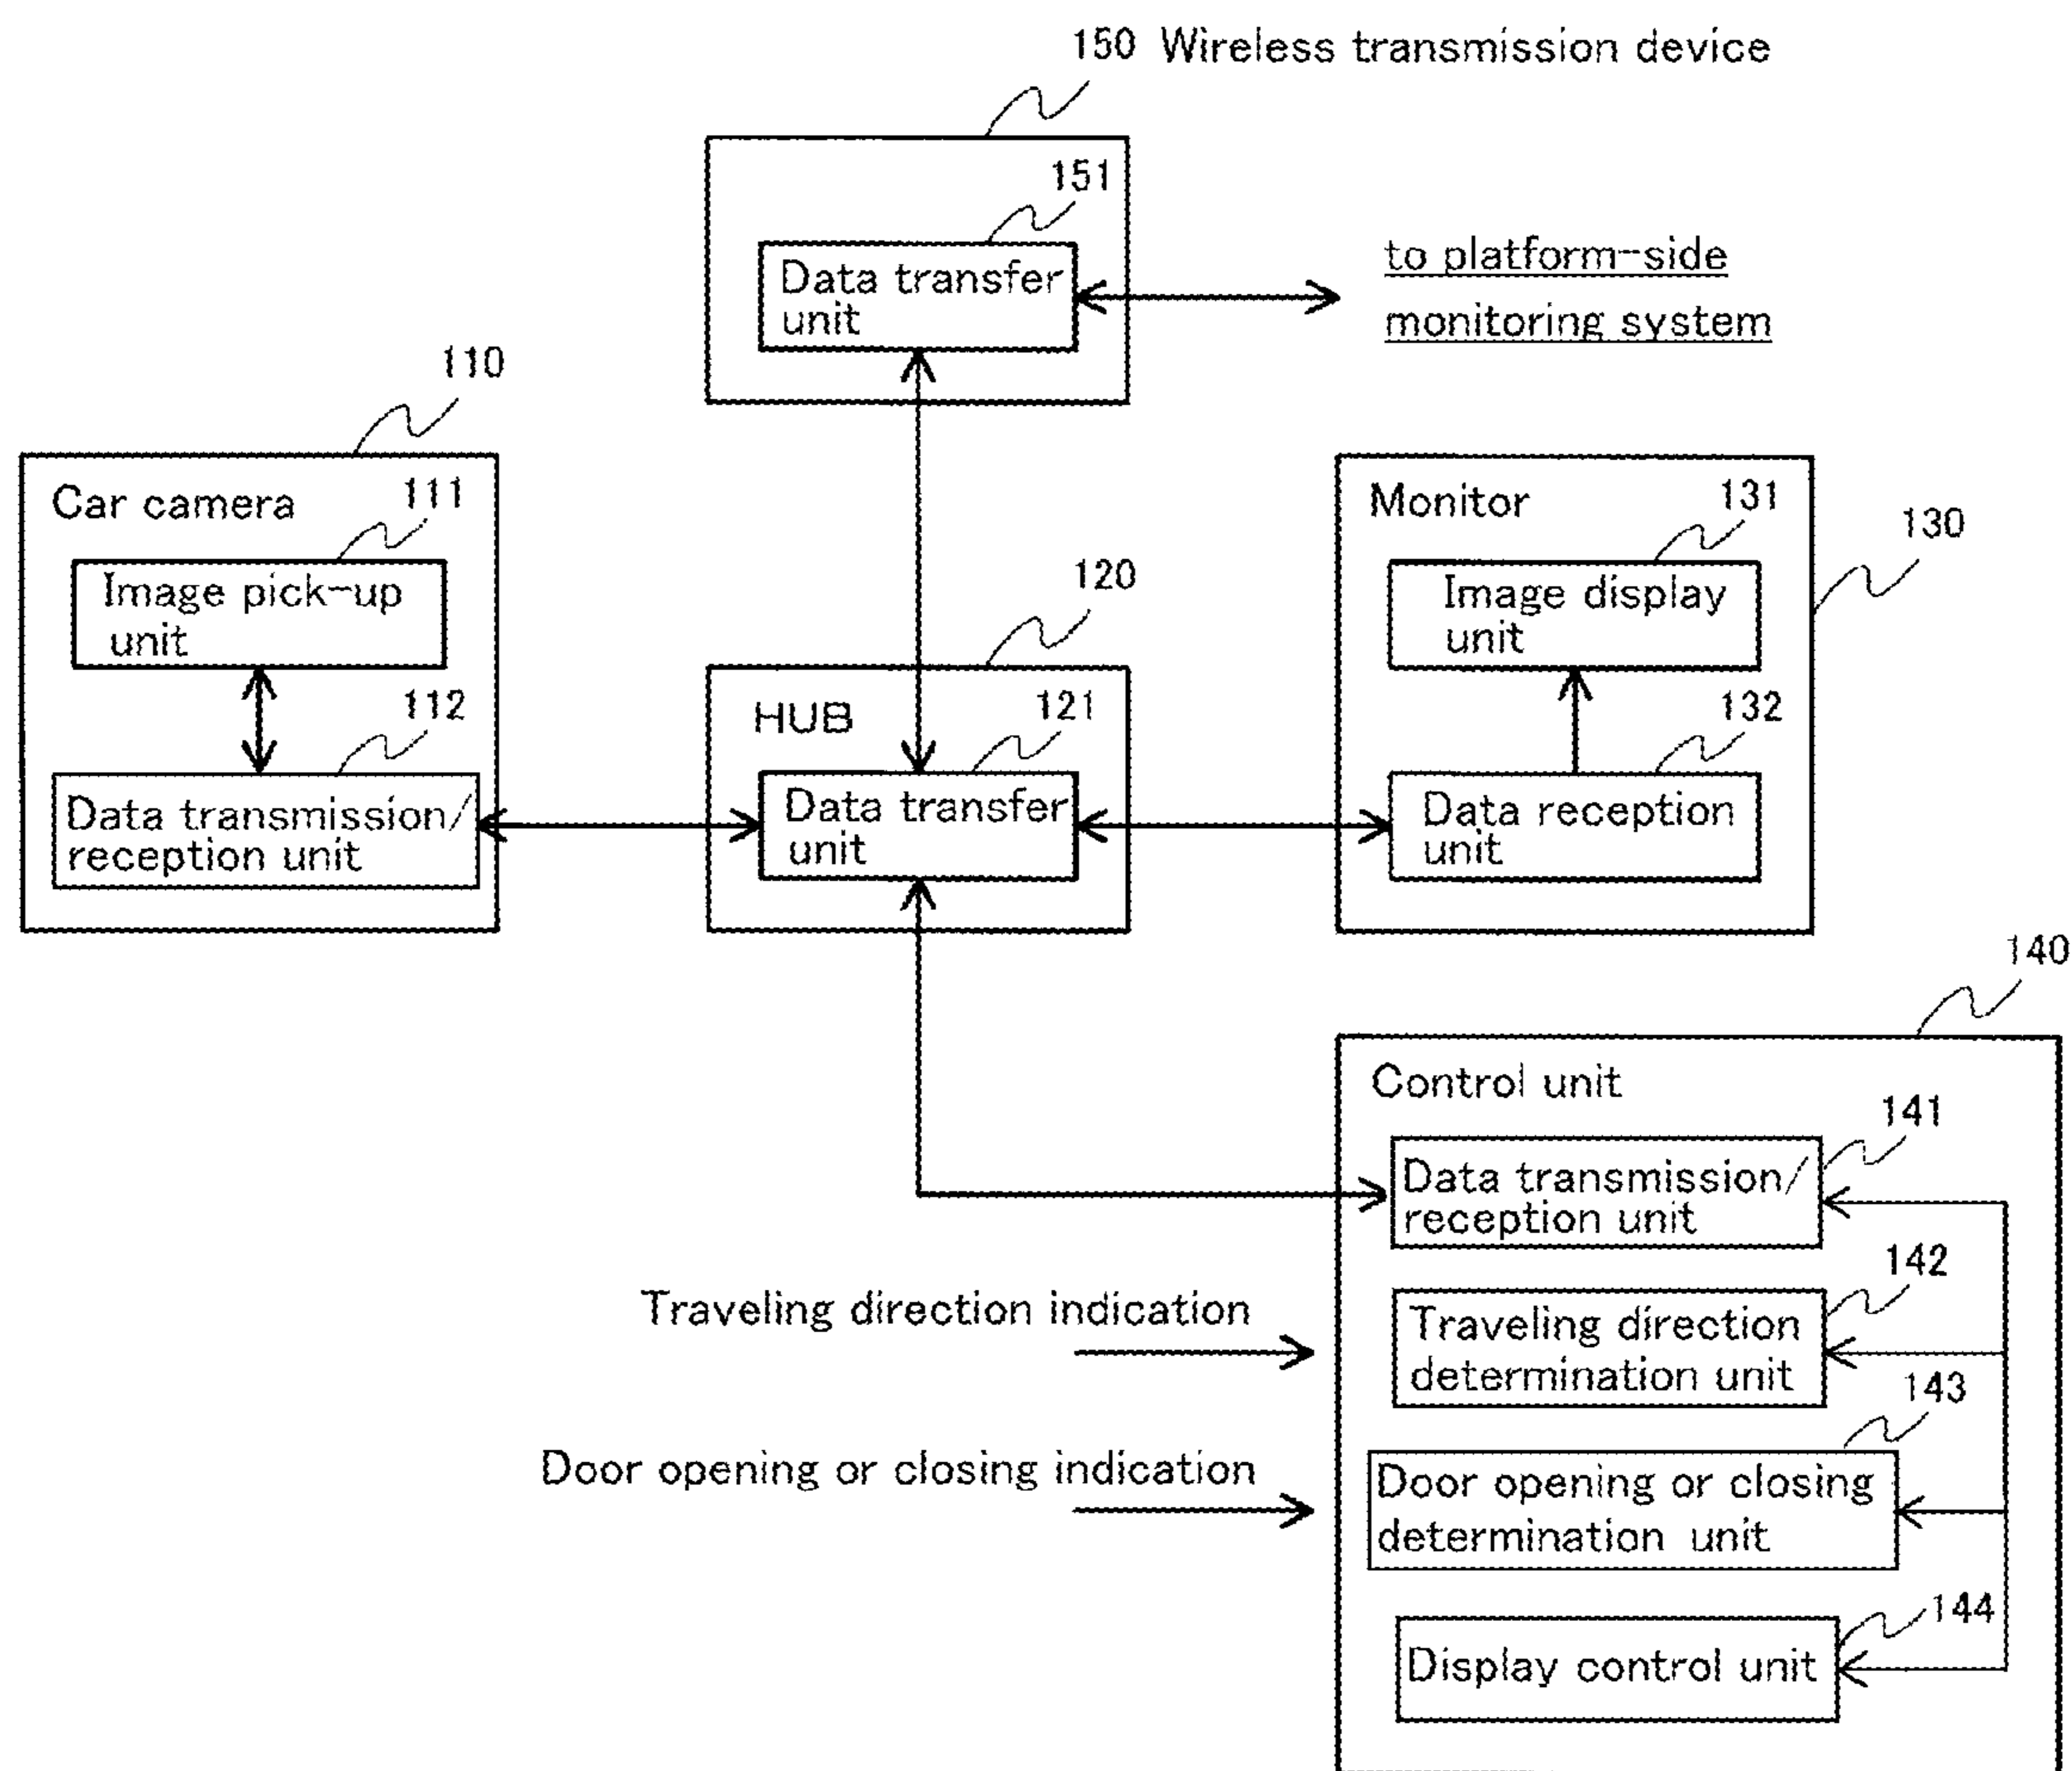 150 Wireless transmission device
151
Data transfer
unit
to platform-side
monitoring system
110
Car camera
111
Image pick-up
unit
112
Data transmission/
reception unit
120
HUB
121
Data transfer
unit
Monitor
131
130
Image display
unit
132
Data reception
unit
140
Control unit
141
Data transmission/
reception unit
142
Traveling direction indication
Traveling direction
determination unit
143
Door opening or closing indication
Door opening or closing
determination unit
144
Display control unit